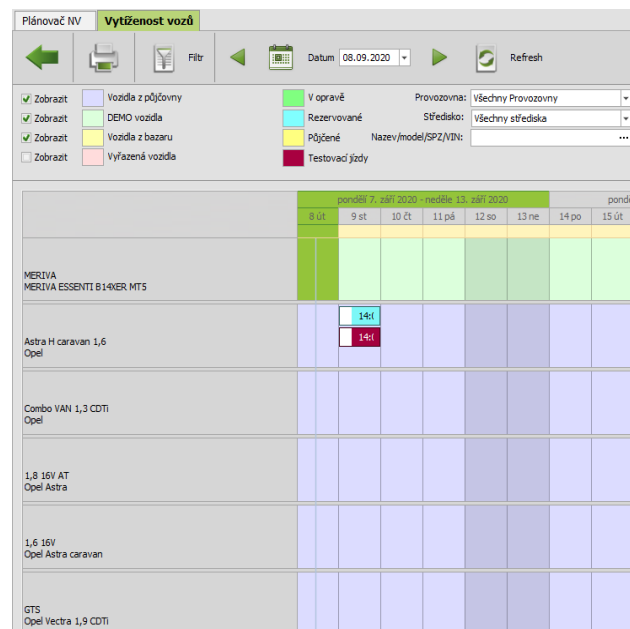 Plánovač NV Vytíženost vozů
Filtr Datum 08.09.2020 Refresh
Zobrazit Vozidla z půjčovny V opravě Provozovna: Všechny Provozovny
Zobrazit DEMO vozidla Rezervované Středisko: Všechny střediska
Zobrazit Vozidla z bazaru Půjčené Nazev/model/SPZ/VIN: ...
Zobrazit Vyřazená vozidla Testovací jízdy
pondělí 7. září 2020 - neděle 13. září 2020
8 út 9 st 10 čt 11 pá 12 so 13 ne 14 po 15 út
MERIVA
MERIVA ESSENTI B14XER MT5
Astra H caravan 1,6
Opel
Combo VAN 1,3 CDTi
Opel
1,8 16V AT
Opel Astra
1,6 16V
Opel Astra caravan
GTS
Opel Vectra 1,9 CDTi